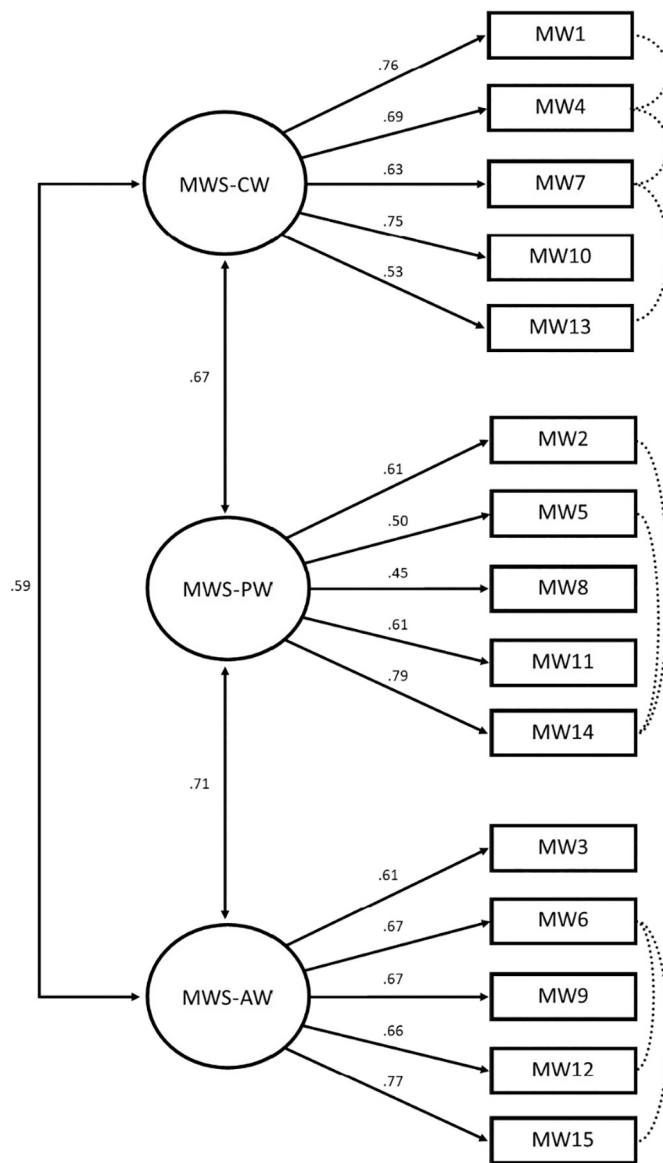 MW1
.76
MW4
.69
MWS-CW
.63
MW7
.75
MW10
.53
MW13
.67
MW2
.61
MW5
.50
MWS-PW
.45
MW8
.59
.61
MW11
.79
MW14
.71
MW3
.61
MW6
.67
MWS-AW
.67
MW9
.66
MW12
.77
MW15